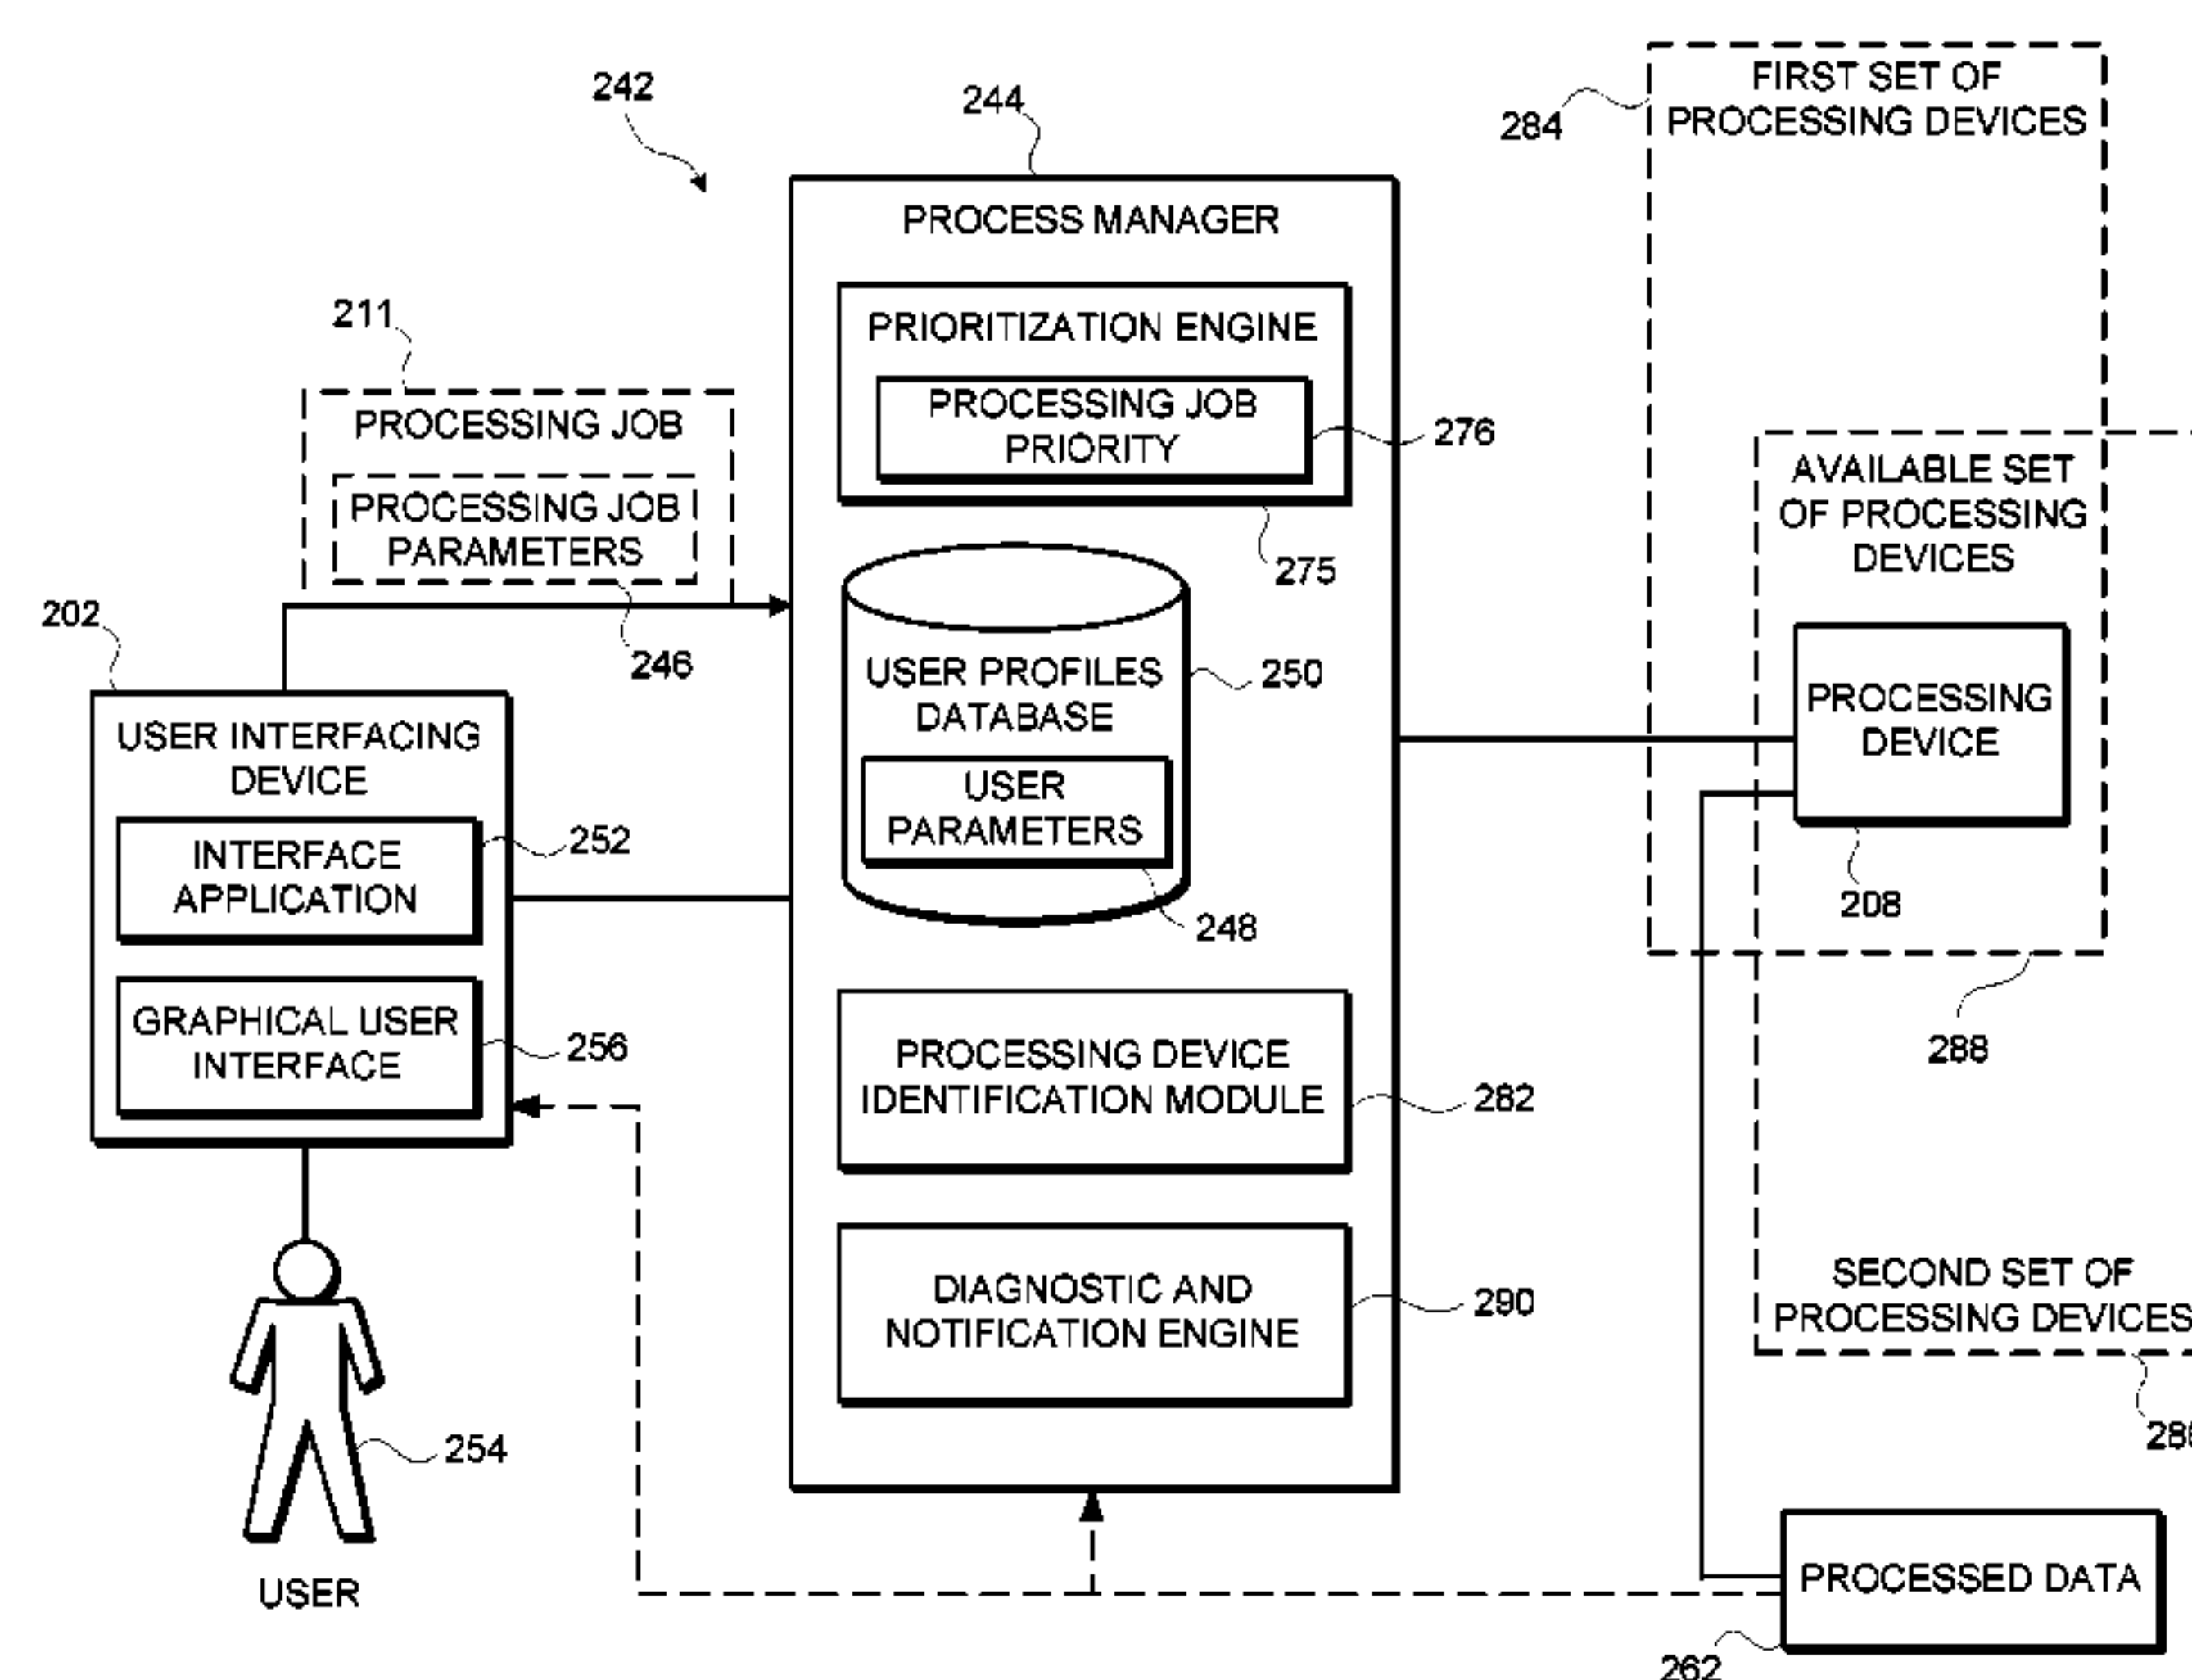 242
244
284
FIRST SET OF
PROCESSING DEVICES
PROCESS MANAGER
211
PROCESSING JOB
PROCESSING JOB
PARAMETERS
246
PRIORITIZATION ENGINE
PROCESSING JOB
PRIORITY
276
275
AVAILABLE SET
OF PROCESSING
DEVICES
202
USER INTERFACING
DEVICE
INTERFACE
APPLICATION
252
GRAPHICAL USER
INTERFACE
256
USER PROFILES
DATABASE
250
USER
PARAMETERS
248
PROCESSING
DEVICE
208
288
PROCESSING DEVICE
IDENTIFICATION MODULE
282
DIAGNOSTIC AND
NOTIFICATION ENGINE
290
SECOND SET OF
PROCESSING DEVICES
254
USER
PROCESSED DATA
262